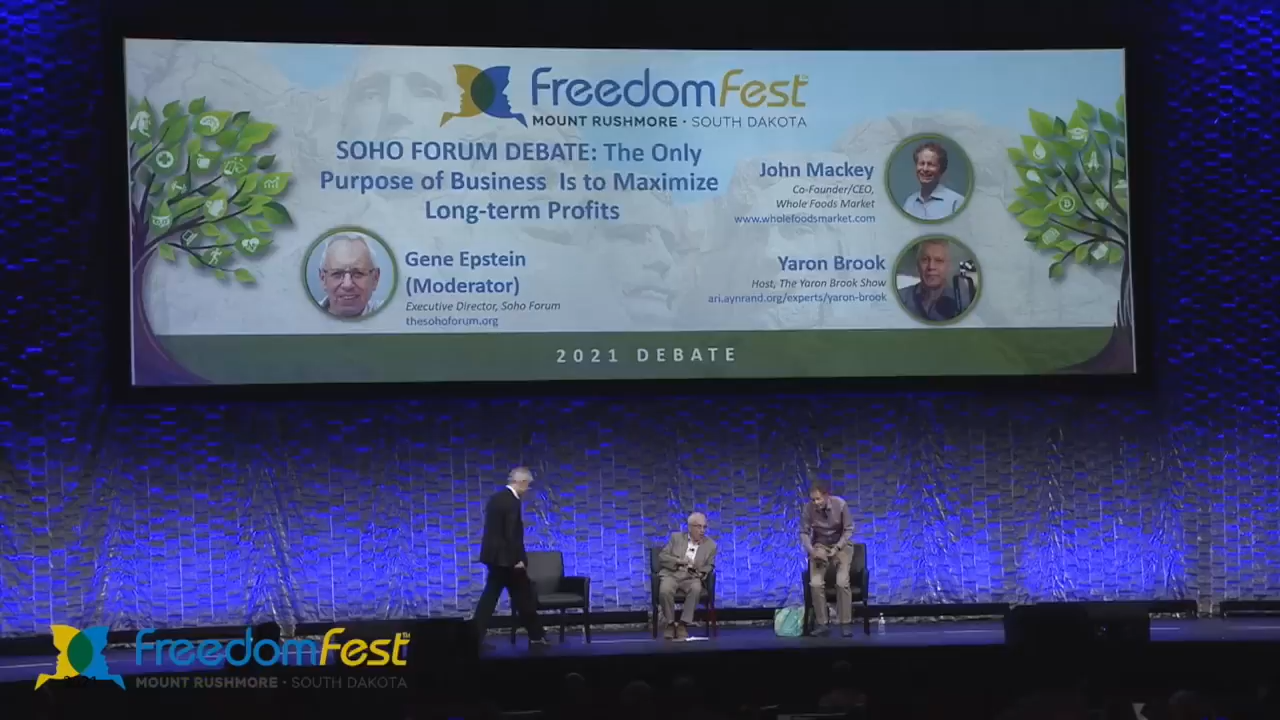 FreedomFest
MOUNT RUSHMORE • SOUTH DAKOTA
SOHO FORUM DEBATE: The Only
Purpose of Business Is to Maximize
Long-term Profits
Gene Epstein
(Moderator)
Executive Director, Soho Forum
thesohoforum.org
John Mackey
Co-Founder/CEO,
Whole Foods Market
www.wholefoodsmarket.com
Yaron Brook
Host, The Yaron Brook Show
ari.aynrand.org/experts/yaron-brook
2021 DEBATE
FreedomFest
2021
MOUNT RUSHMORE • SOUTH DAKOTA